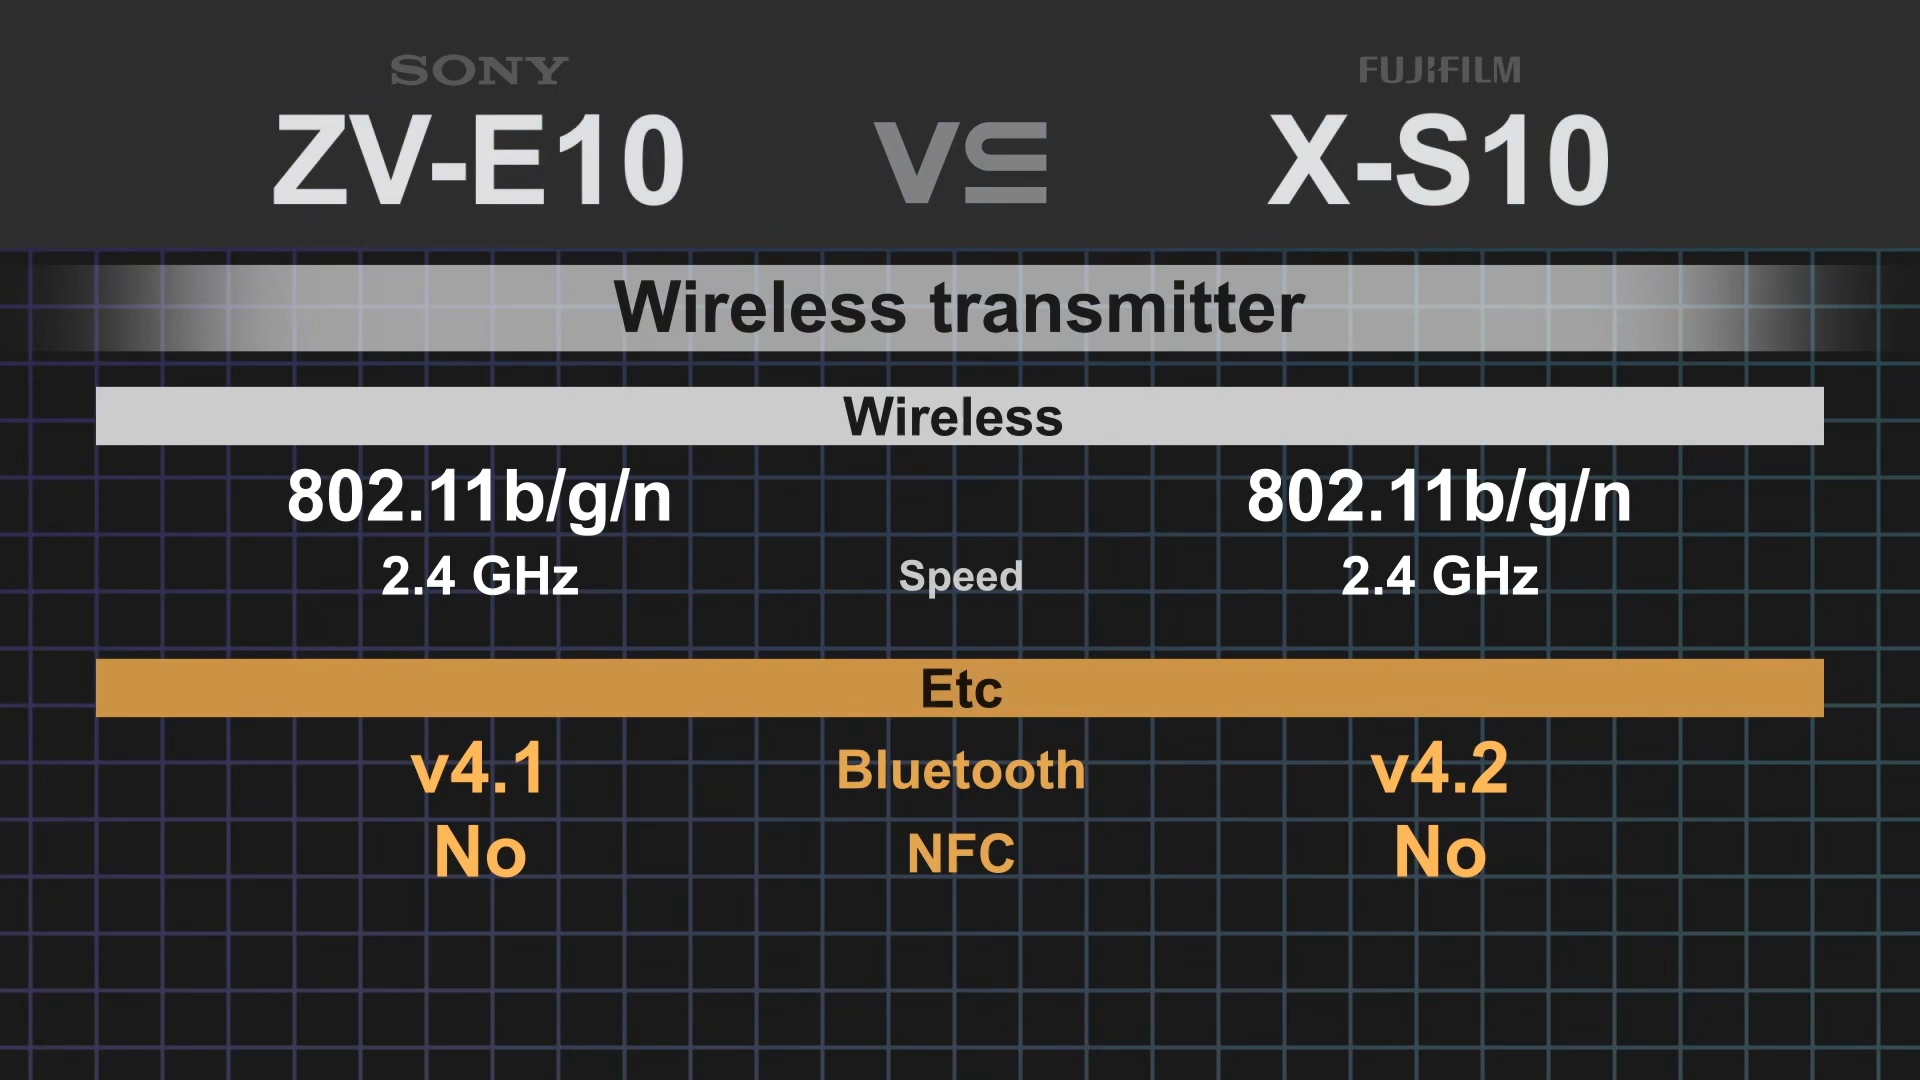 SONY FUJIFILM
ZV-E10 VS X-S10
Wireless transmitter
Wireless
802.11b/g/n 802.11b/g/n
2.4 GHz Speed 2.4 GHz
Etc
v4.1 Bluetooth v4.2
No NFC No